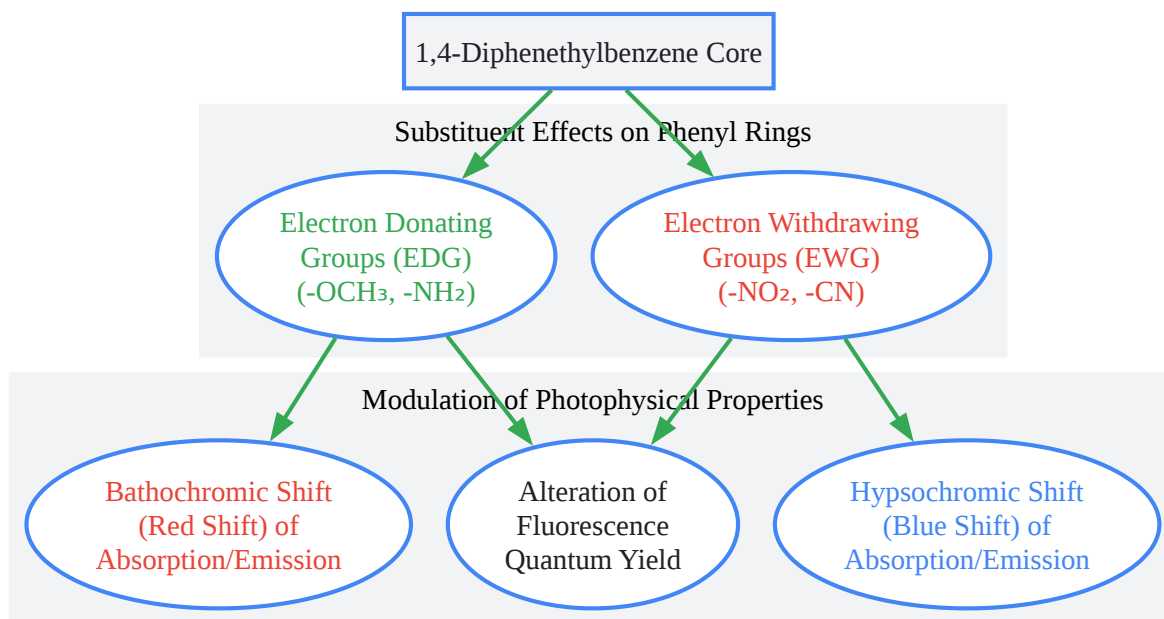 1,4-Diphenethylbenzene Core
Substituent Effects on Phenyl Rings
Electron Donating
Groups (EDG)
(-OCH₃, -NH₂)
Electron Withdrawing
Groups (EWG)
(-NO₂, -CN)
Modulation of Photophysical Properties
Bathochromic Shift
(Red Shift) of
Absorption/Emission
Alteration of
Fluorescence
Quantum Yield
Hypsochromic Shift
(Blue Shift) of
Absorption/Emission